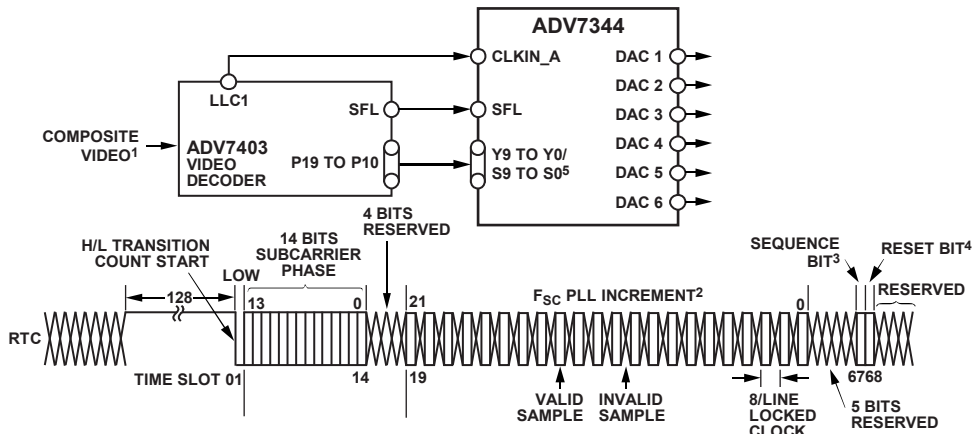 ADV7344
CLKIN_A
DAC 1
DAC 2
LLC1
SFL
SFL
DAC 3
COMPOSITE
VIDEO1
ADV7403
VIDEO
DECODER
P19 TO P10
Y9 TO Y0/
S9 TO S05
DAC 4
DAC 5
DAC 6
H/L TRANSITION
COUNT START
LOW
14 BITS
SUBCARRIER
PHASE
4 BITS
RESERVED
SEQUENCE
BIT3
RESET BIT4
RESERVED
128
13
0
21
FSC PLL INCREMENT2
0
RTC
TIME SLOT 01
14
19
VALID
SAMPLE
INVALID
SAMPLE
8/LINE
LOCKED
CLOCK
6768
5 BITS
RESERVED